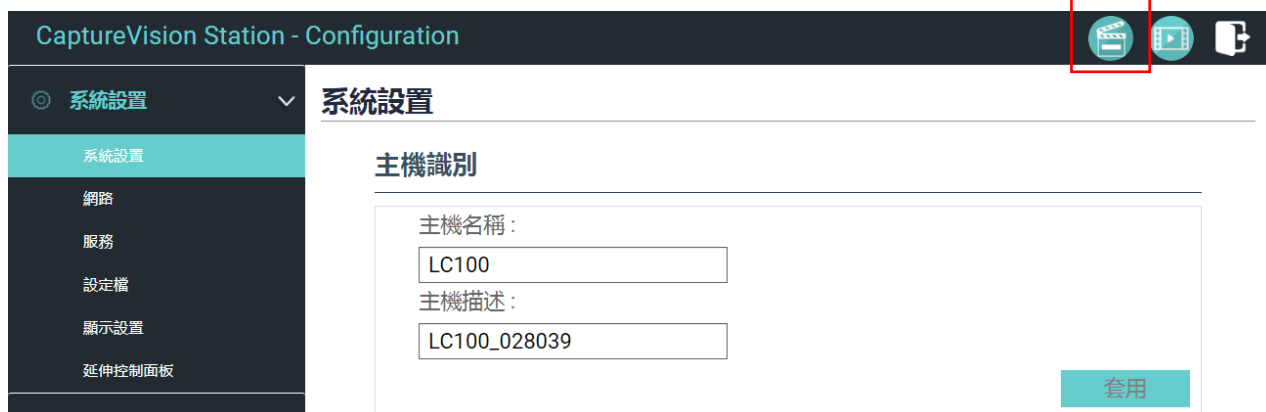 CaptureVision Station - Configuration
系統設置
系統設置
網路
服務
設定檔
顯示設置
延伸控制面板
系統設置
主機識別
主機名稱 :
LC100
主機描述 :
LC100_028039
套用